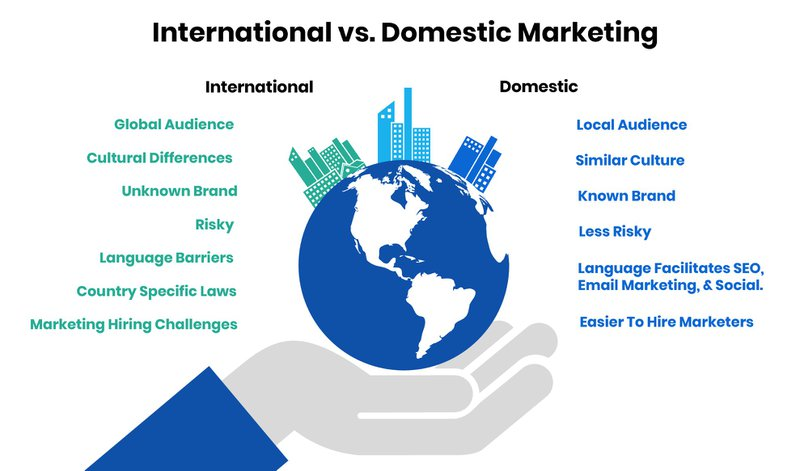 International vs. Domestic Marketing
International
Global Audience
Cultural Differences
Unknown Brand
Risky
Language Barriers
Country Specific Laws
Marketing Hiring Challenges
Domestic
Local Audience
Similar Culture
Known Brand
Less Risky
Language Facilitates SEO,
Email Marketing, & Social.
Easier To Hire Marketers